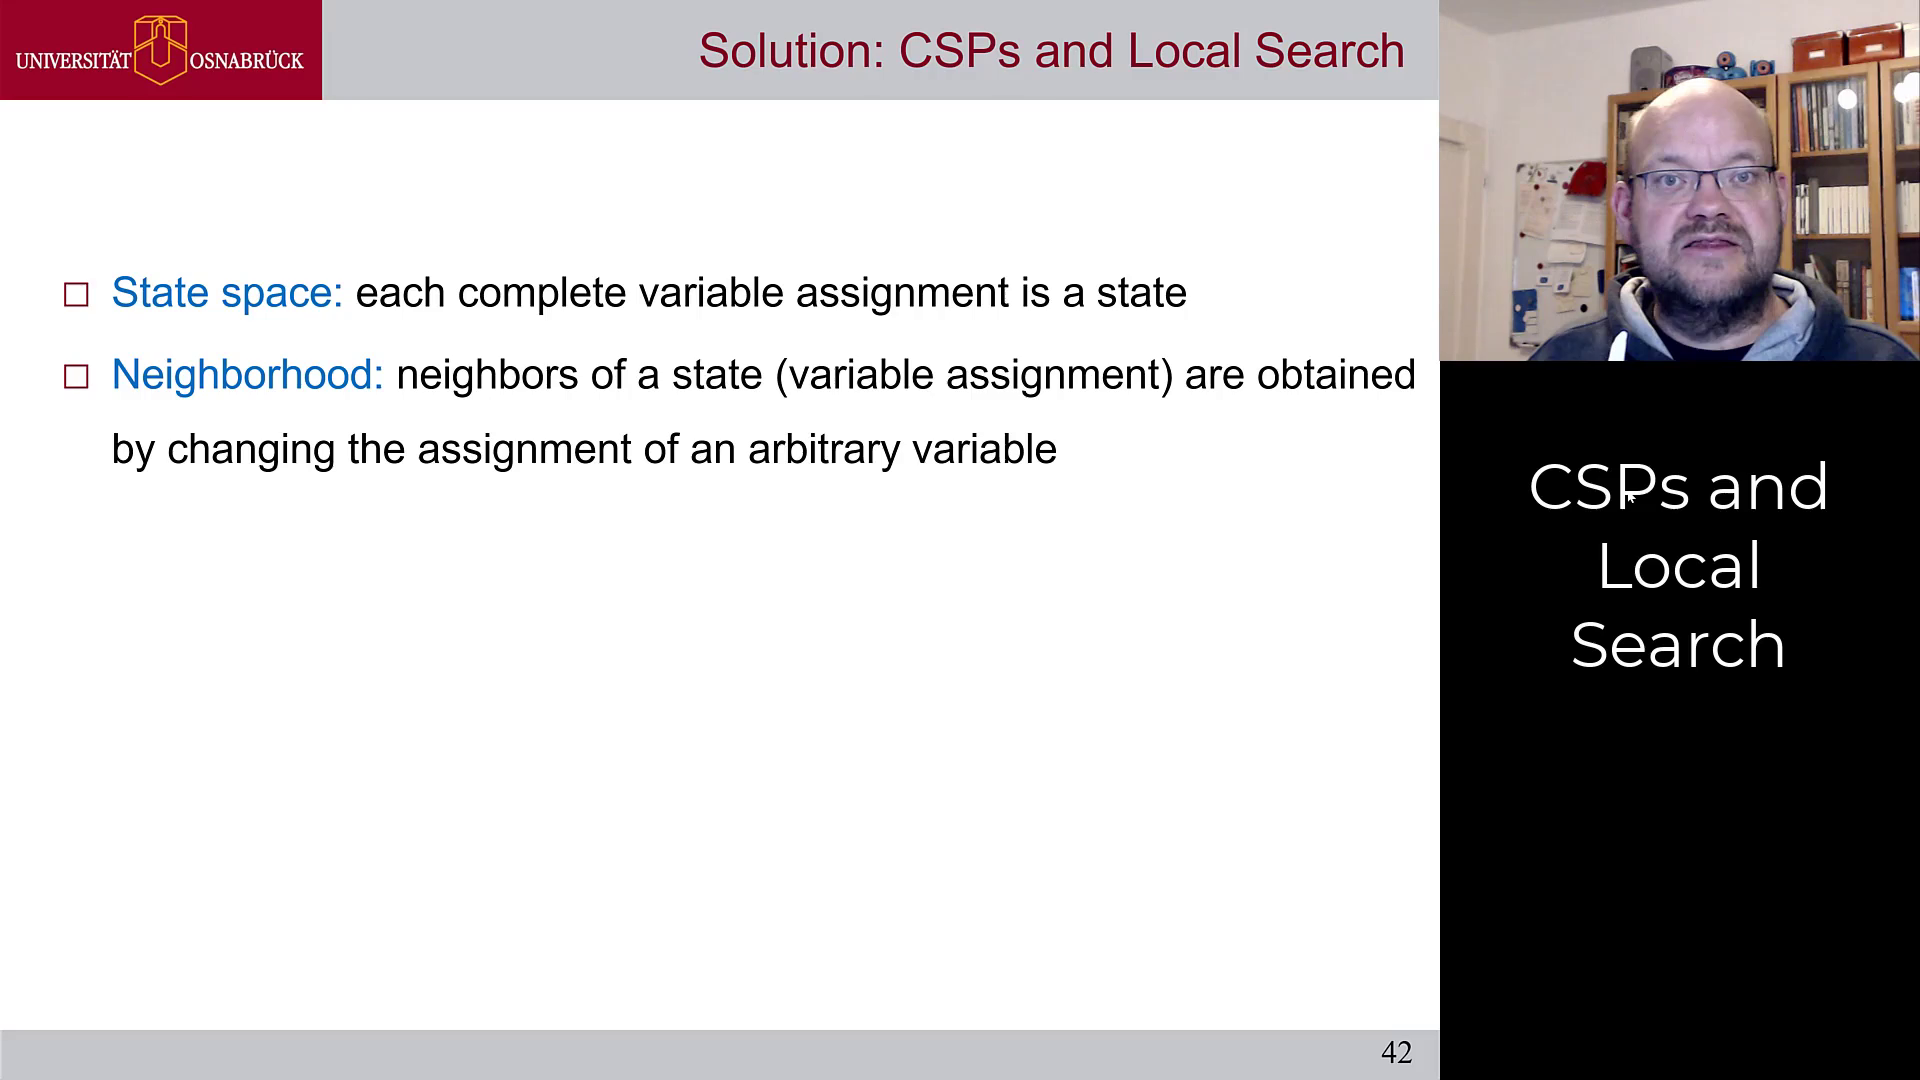 UNIVERSITÄT OSNABRÜCK
Solution: CSPs and Local Search
State space: each complete variable assignment is a state
Neighborhood: neighbors of a state (variable assignment) are obtained
by changing the assignment of an arbitrary variable
CSPs and
Local
Search
42